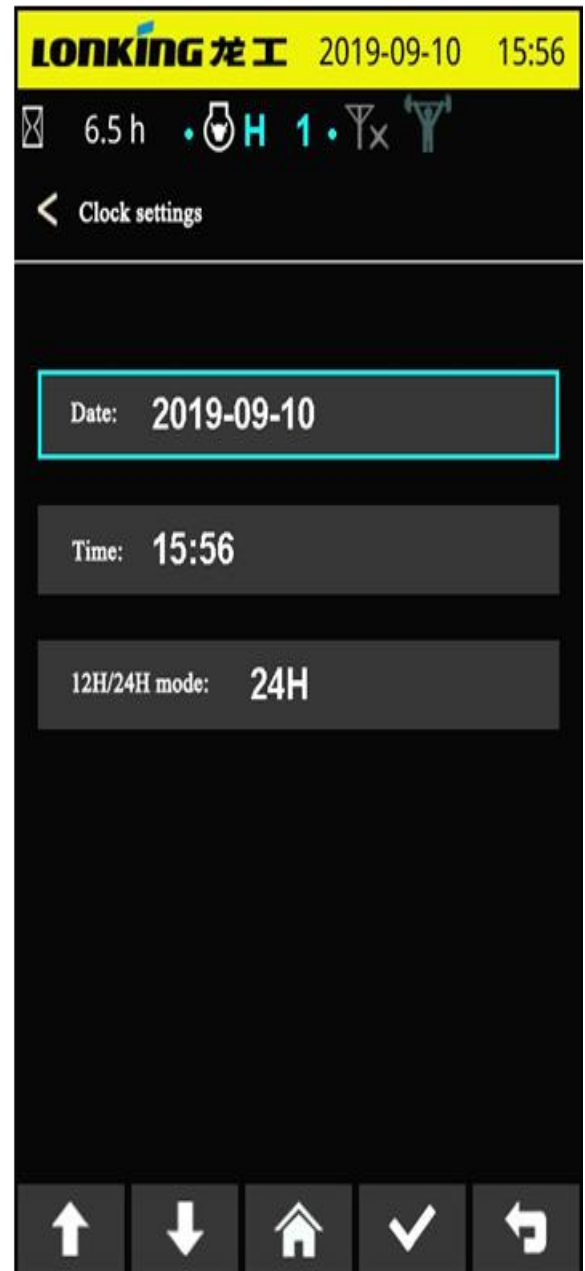 LONKING龙工 2019-09-10 15:56
6.5 h H 1
Clock settings
Date: 2019-09-10
Time: 15:56
12H/24H mode: 24H